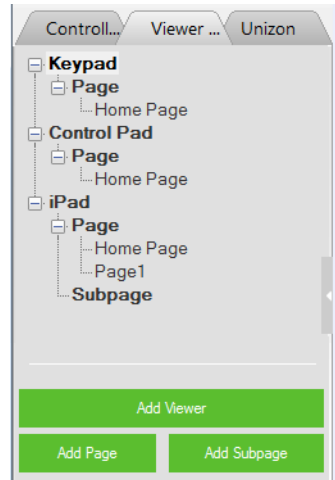 Controll... Viewer ... Unizon
Keypad
Page
Home Page
Control Pad
Page
Home Page
iPad
Page
Home Page
Page1
Subpage
Add Viewer
Add Page Add Subpage